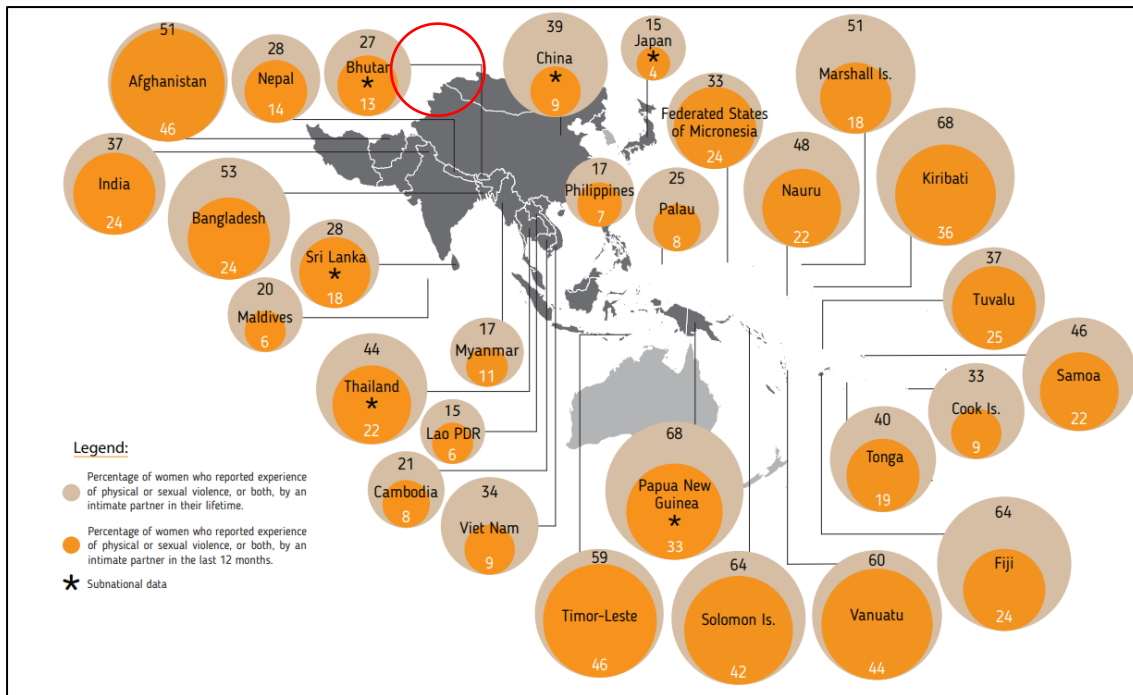 51
Afghanistan
46
28
Nepal
14
27
Bhutan
*
13
39
China
*
9
15
Japan
*
4
33
Federated States
of Micronesia
24
51
Marshall Is.
18
68
Kiribati
36
37
India
24
53
Bangladesh
24
28
Sri Lanka
*
18
20
Maldives
6
17
Philippines
7
25
Palau
8
48
Nauru
22
37
Tuvalu
25
46
Samoa
22
17
Myanmar
11
44
Thailand
*
22
15
Lao PDR
6
21
Cambodia
8
34
Viet Nam
9
68
Papua New
Guinea
*
33
40
Tonga
19
33
Cook Is.
9
59
Timor-Leste
46
64
Solomon Is.
42
60
Vanuatu
44
64
Fiji
24
Legend:
Percentage of women who reported experience
of physical or sexual violence, or both, by an
intimate partner in their lifetime.
Percentage of women who reported experience
of physical or sexual violence, or both, by an
intimate partner in the last 12 months.
* Subnational data